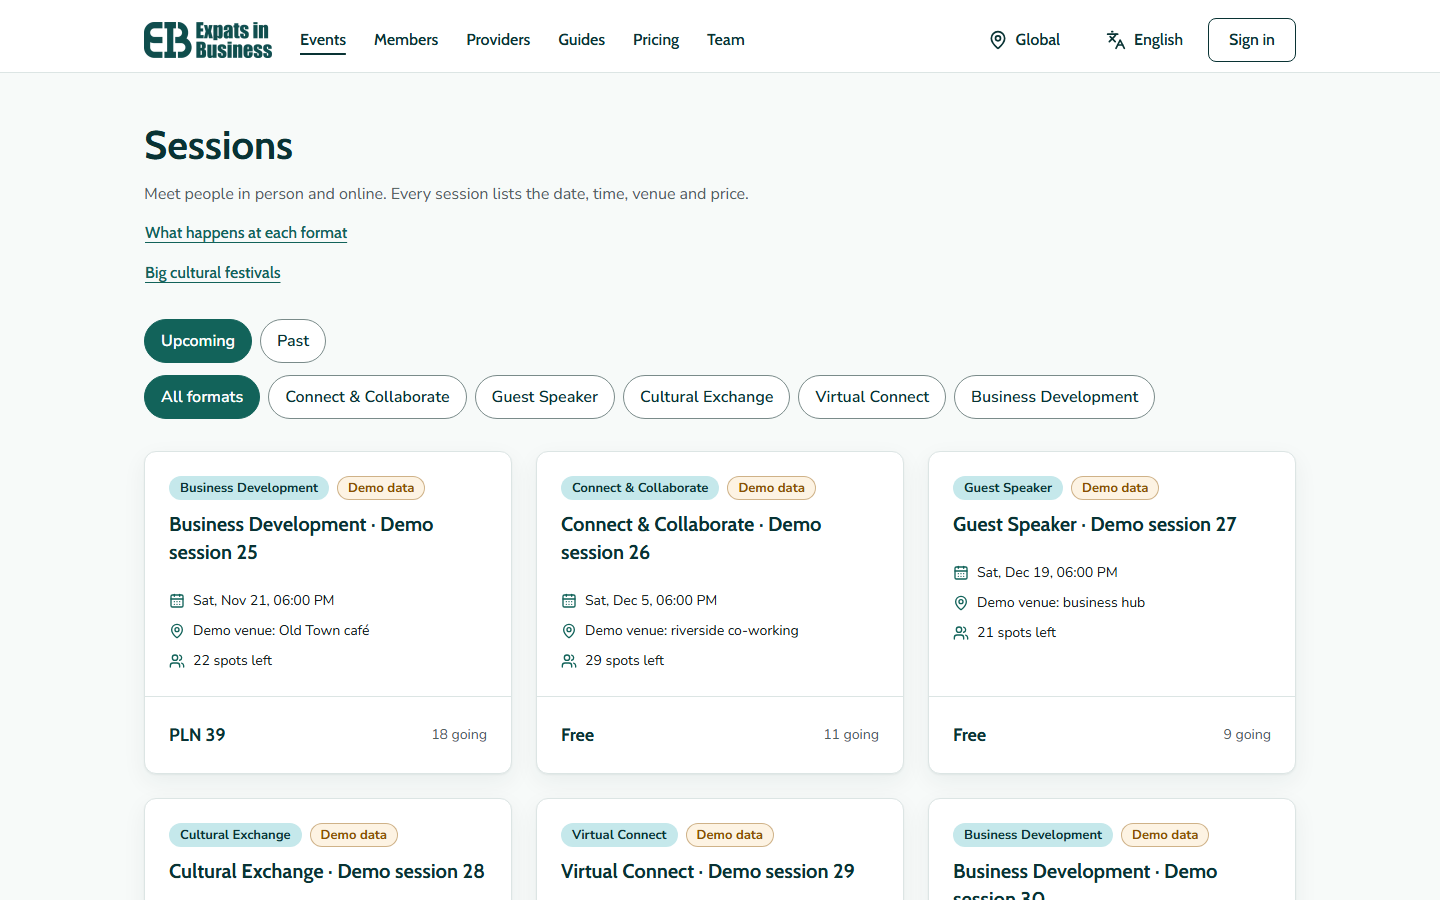 Expats in
Business
Events
Members
Providers
Guides
Pricing
Team
Global
English
Sign in
Sessions
Meet people in person and online. Every session lists the date, time, venue and price.
What happens at each format
Big cultural festivals
Upcoming
Past
All formats
Connect & Collaborate
Guest Speaker
Cultural Exchange
Virtual Connect
Business Development
Business Development
Demo data
Business Development · Demo
session 25
Sat, Nov 21, 06:00 PM
Demo venue: Old Town café
22 spots left
PLN 39
18 going
Connect & Collaborate
Demo data
Connect & Collaborate · Demo
session 26
Sat, Dec 5, 06:00 PM
Demo venue: riverside co-working
29 spots left
Free
11 going
Guest Speaker
Demo data
Guest Speaker · Demo session 27
Sat, Dec 19, 06:00 PM
Demo venue: business hub
21 spots left
Free
9 going
Cultural Exchange
Demo data
Cultural Exchange · Demo session 28
Virtual Connect
Demo data
Virtual Connect · Demo session 29
Business Development
Demo data
Business Development · Demo
session 30